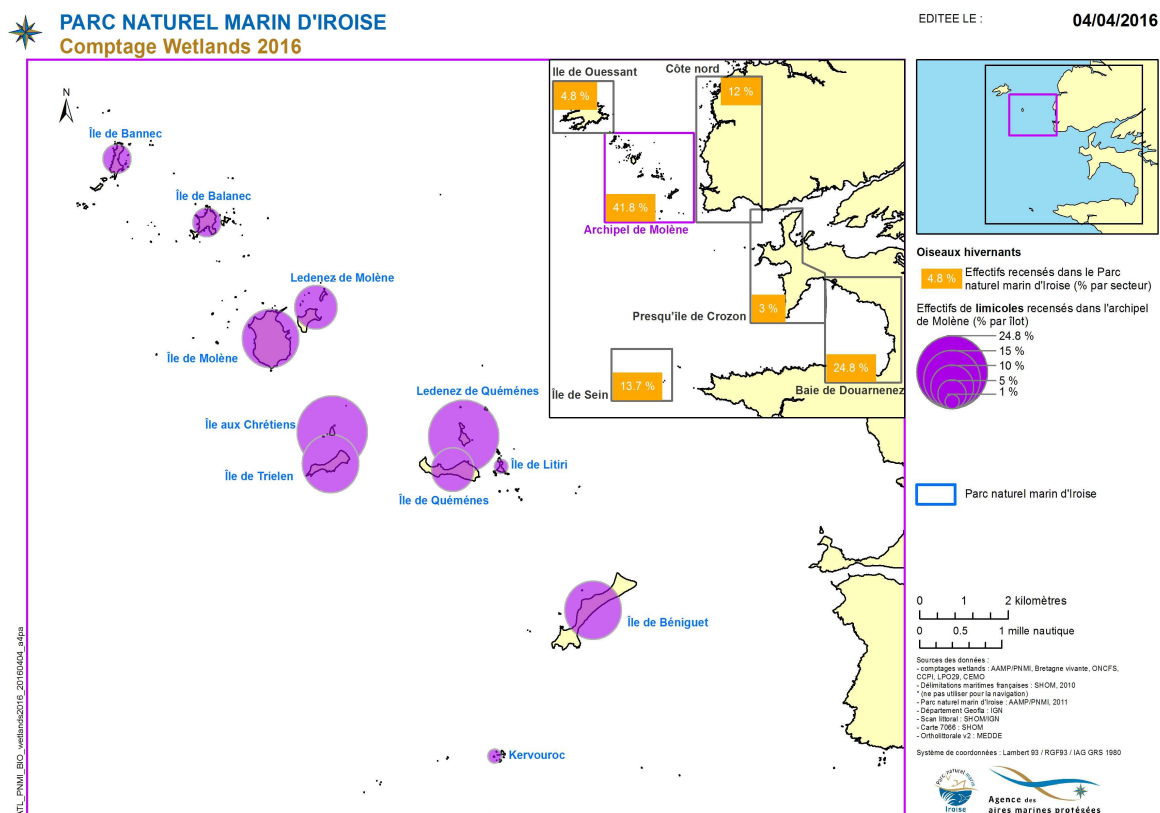 PARC NATUREL MARIN D'IROISE
Comptage Wetlands 2016
EDITEE LE :
04/04/2016
N
Île de Bannec
Île de Balanec
Ledenez de Molène
Île de Molène
Île aux Chrétiens
Ledenez de Quéménes
Île de Trielen
Île de Litiri
Île de Quéménes
Île de Béniguet
Kervouroc
Ile de Ouessant
4.8 %
Côte nord
12 %
41.8 %
Archipel de Molène
3 %
Presqu'île de Crozon
24.8 %
Baie de Douarnenez
13.7 %
Île de Sein
Oiseaux hivernants
4.8 %
Effectifs recensés dans le Parc
naturel marin d'Iroise (% par secteur)
Effectifs de limicoles recensés dans l'archipel
de Molène (% par îlot)
24.8 %
15 %
10 %
5 %
1 %
Parc naturel marin d'Iroise
0 1 2 kilomètres
0 0.5 1 mille nautique
Sources des données :
- comptages wetlands : AAMP/PNMI, Bretagne vivante, ONCFS,
CCPI, LPO29, CEMO
- Délimitations maritimes françaises : SHOM, 2010
* (ne pas utiliser pour la navigation)
- Parc naturel marin d'Iroise : AAMP/PNMI, 2011
- Département Geofla : IGN
- Scan littoral : SHOM/IGN
- Carte 7066 : SHOM
- Ortholittorale v2 : MEDDE
Système de coordonnées : Lambert 93 / RGF93 / IAG GRS 1980
Parc naturel marin
Iroise
Agence des
aires marines protégées
ATL_PNMI_BIO_wetlands2016_20160404_a4pa